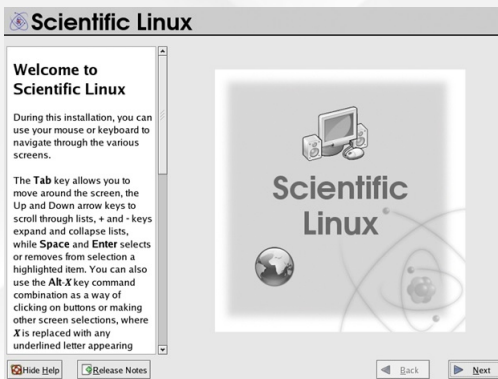 Scientific Linux
Welcome to
Scientific Linux
During this installation, you can
use your mouse or keyboard to
navigate through the various
screens.
The Tab key allows you to
move around the screen, the
Up and Down arrow keys to
scroll through lists, + and - keys
expand and collapse lists,
while Space and Enter selects
or removes from selection a
highlighted item. You can also
use the Alt-X key command
combination as a way of
clicking on buttons or making
other screen selections, where
X is replaced with any
underlined letter appearing
Scientific
Linux
Hide Help
Release Notes
Back
Next